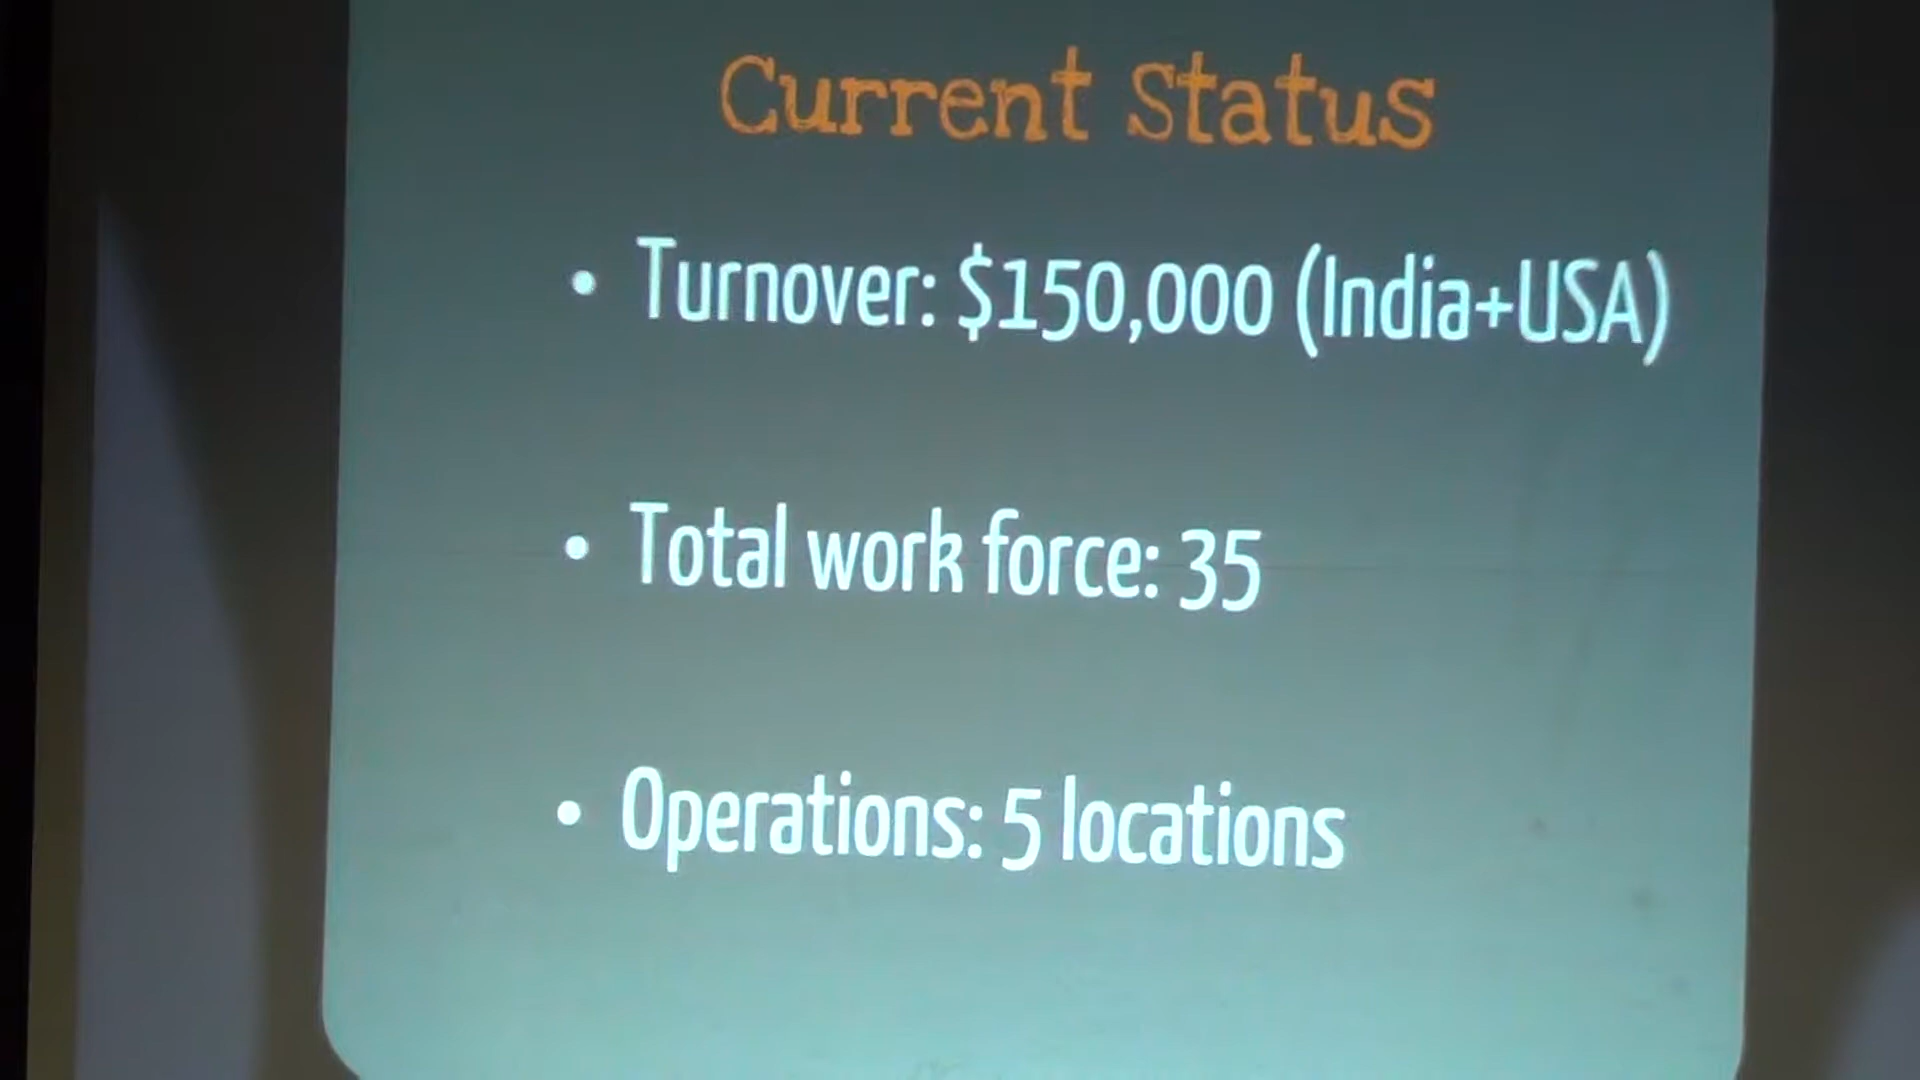 Current Status
• Turnover: $150,000 (India+USA)
• Total work force: 35
• Operations: 5 locations